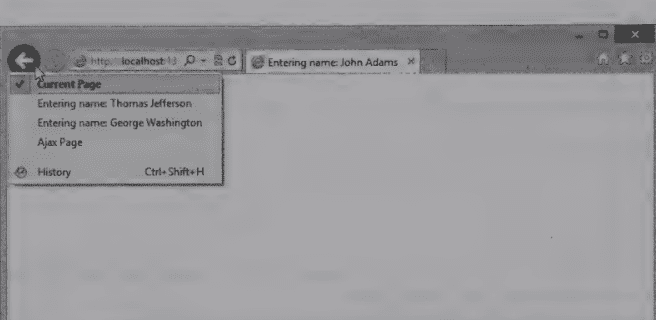 http: localhost:13
Entering name: John Adams
Current Page
Entering name: Thomas Jefferson
Entering name: George Washington
Ajax Page
History Ctrl+Shift+H